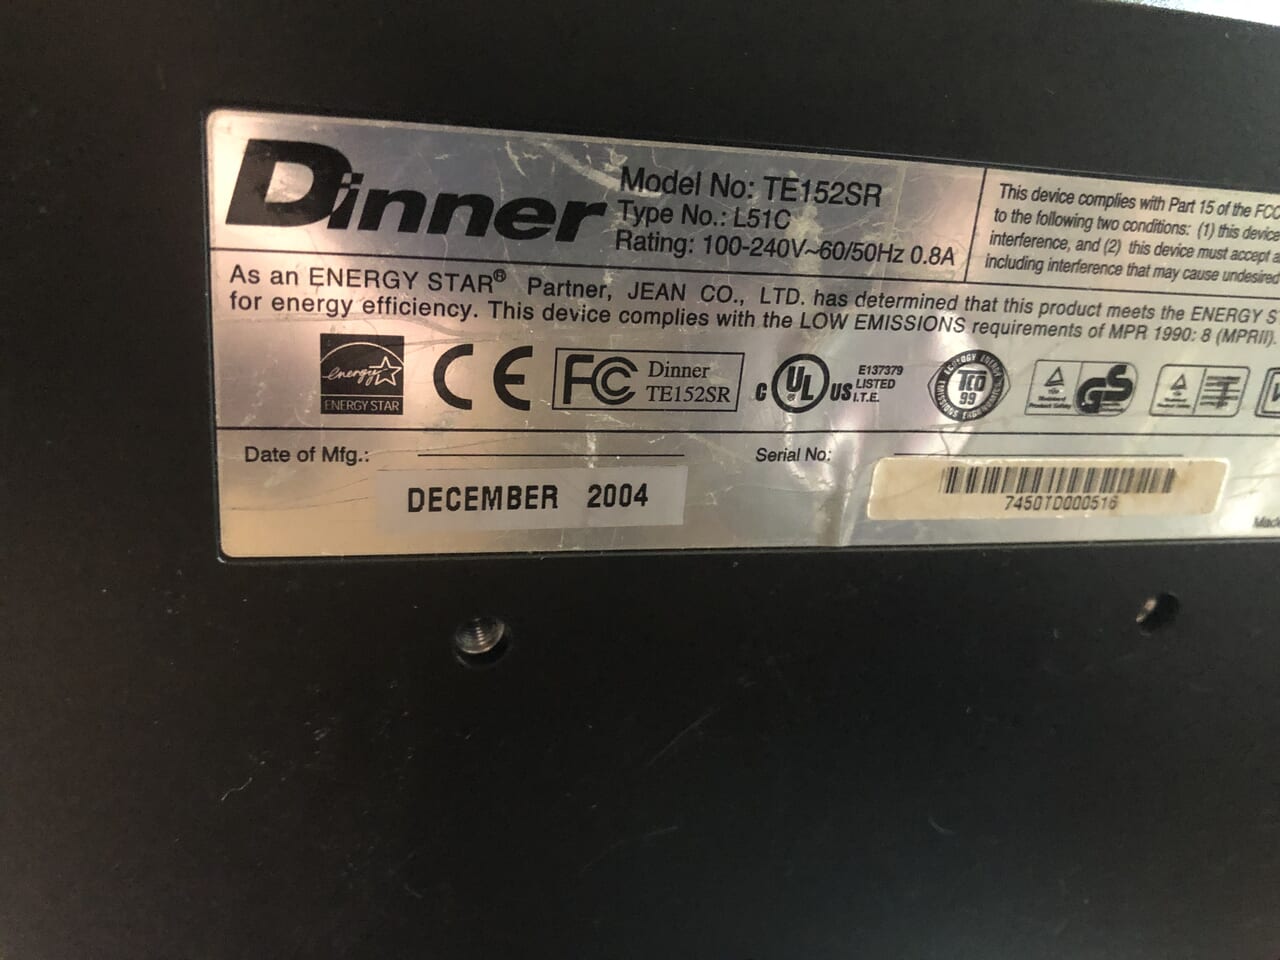 Dinner
Model No: TE152SR
Type No.: L51C
Rating: 100-240V~60/50Hz 0.8A
This device complies with Part 15 of the FCC
to the following two conditions: (1) this device
interference, and (2) this device must accept
including interference that may cause undesired
As an ENERGY STAR® Partner, JEAN CO., LTD. has determined that this product meets the ENERGY
for energy efficiency. This device complies with the LOW EMISSIONS requirements of MPR 1990: 8 (MPRII).
energy
ENERGY STAR
CE
FC Dinner
TE152SR
C UL US
®
E137379
LISTED
I.T.E.
ECOLOGY ENERGY
EMISSIONS ERGONOMICS
TCO
99
GS
Date of Mfg.:
DECEMBER 2004
Serial No:
7450TD000516